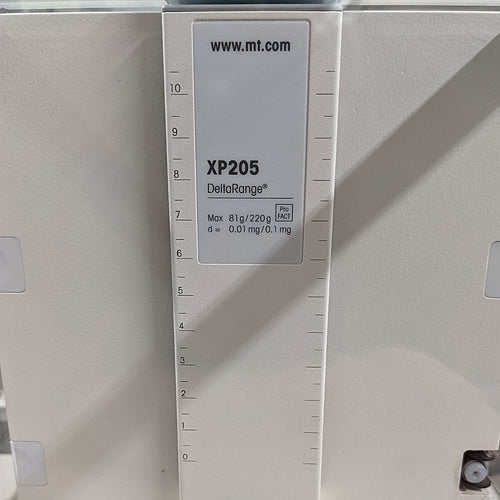 www.mt.com
10
9
XP205
8
DeltaRange®
Pro
FACT
7
Max 81g/220g
d = 0.01mg/0.1mg
6
5
4
3
2
1
0